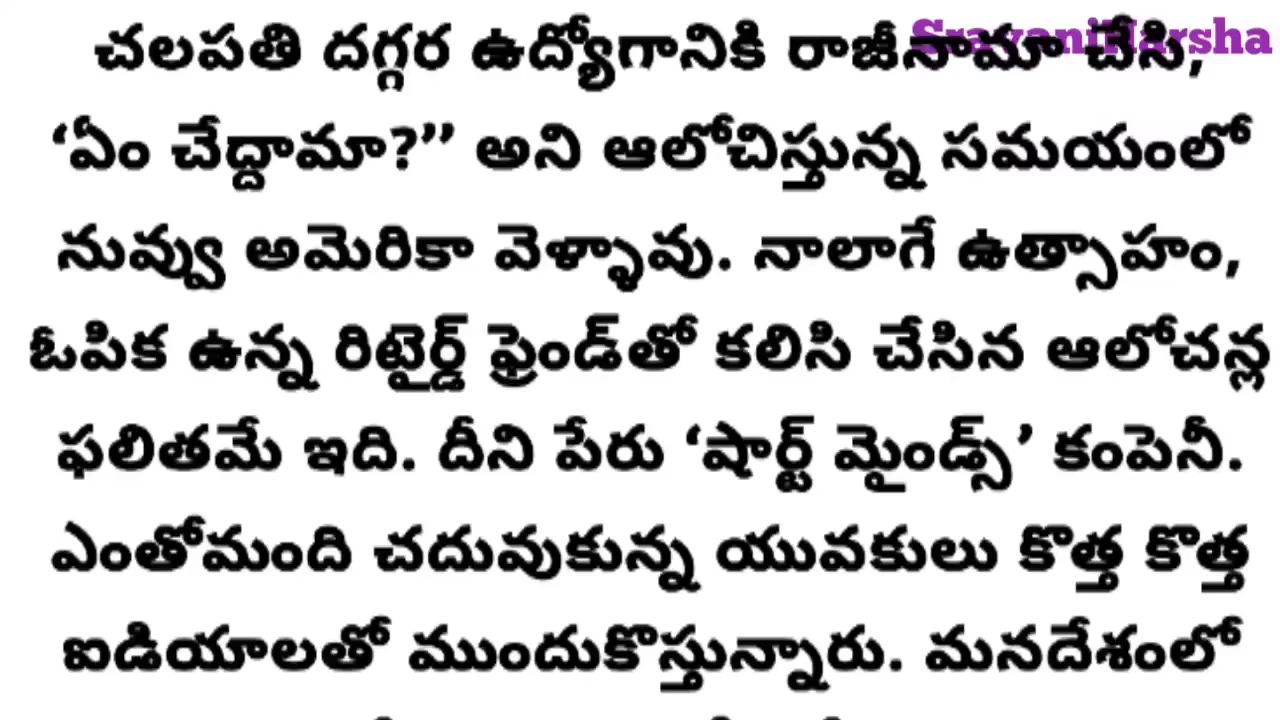 SravaniHarsha
చలపతి దగ్గర ఉద్యోగానికి రాజీనామా చేసి,
‘ఏం చేద్దామా?’’ అని ఆలోచిస్తున్న సమయంలో
నువ్వు అమెరికా వెళ్ళావు. నాలాగే ఉత్సాహం,
ఓపిక ఉన్న రిటైర్డ్ ఫ్రెండ్‌తో కలిసి చేసిన ఆలోచన్ల
ఫలితమే ఇది. దీని పేరు ‘షార్ట్ మైండ్స్’ కంపెనీ.
ఎంతోమంది చదువుకున్న యువకులు కొత్త కొత్త
ఐడియాలతో ముందుకొస్తున్నారు. మనదేశంలో